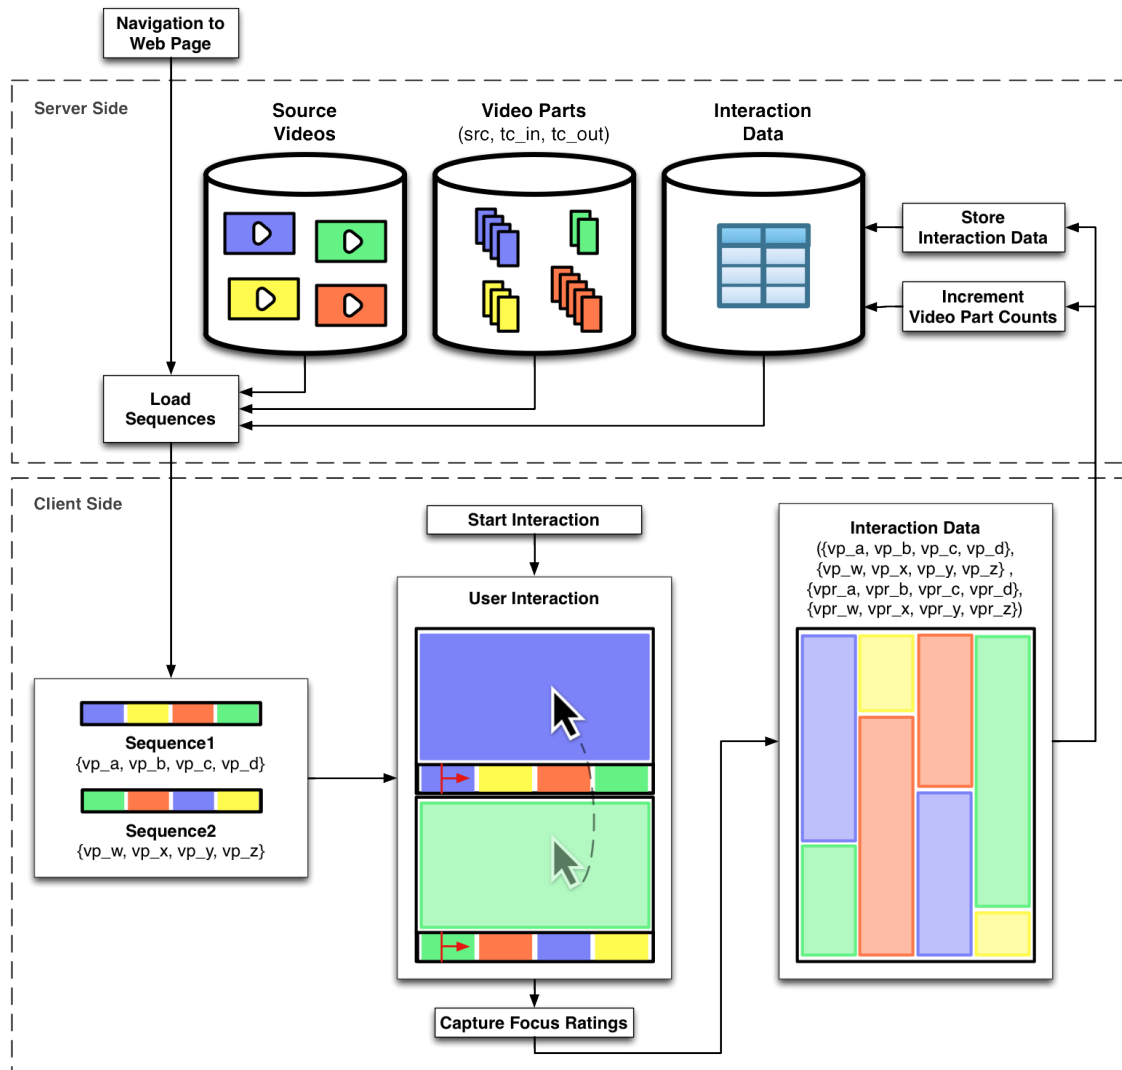 Navigation to
Web Page
Server Side
Source
Videos
Video Parts
(src, tc_in, tc_out)
Interaction
Data
Store
Interaction Data
Increment
Video Part Counts
Load
Sequences
Client Side
Start Interaction
User Interaction
Interaction Data
({vp_a, vp_b, vp_c, vp_d},
{vp_w, vp_x, vp_y, vp_z} ,
{vpr_a, vpr_b, vpr_c, vpr_d},
{vpr_w, vpr_x, vpr_y, vpr_z})
Sequence1
{vp_a, vp_b, vp_c, vp_d}
Sequence2
{vp_w, vp_x, vp_y, vp_z}
Capture Focus Ratings